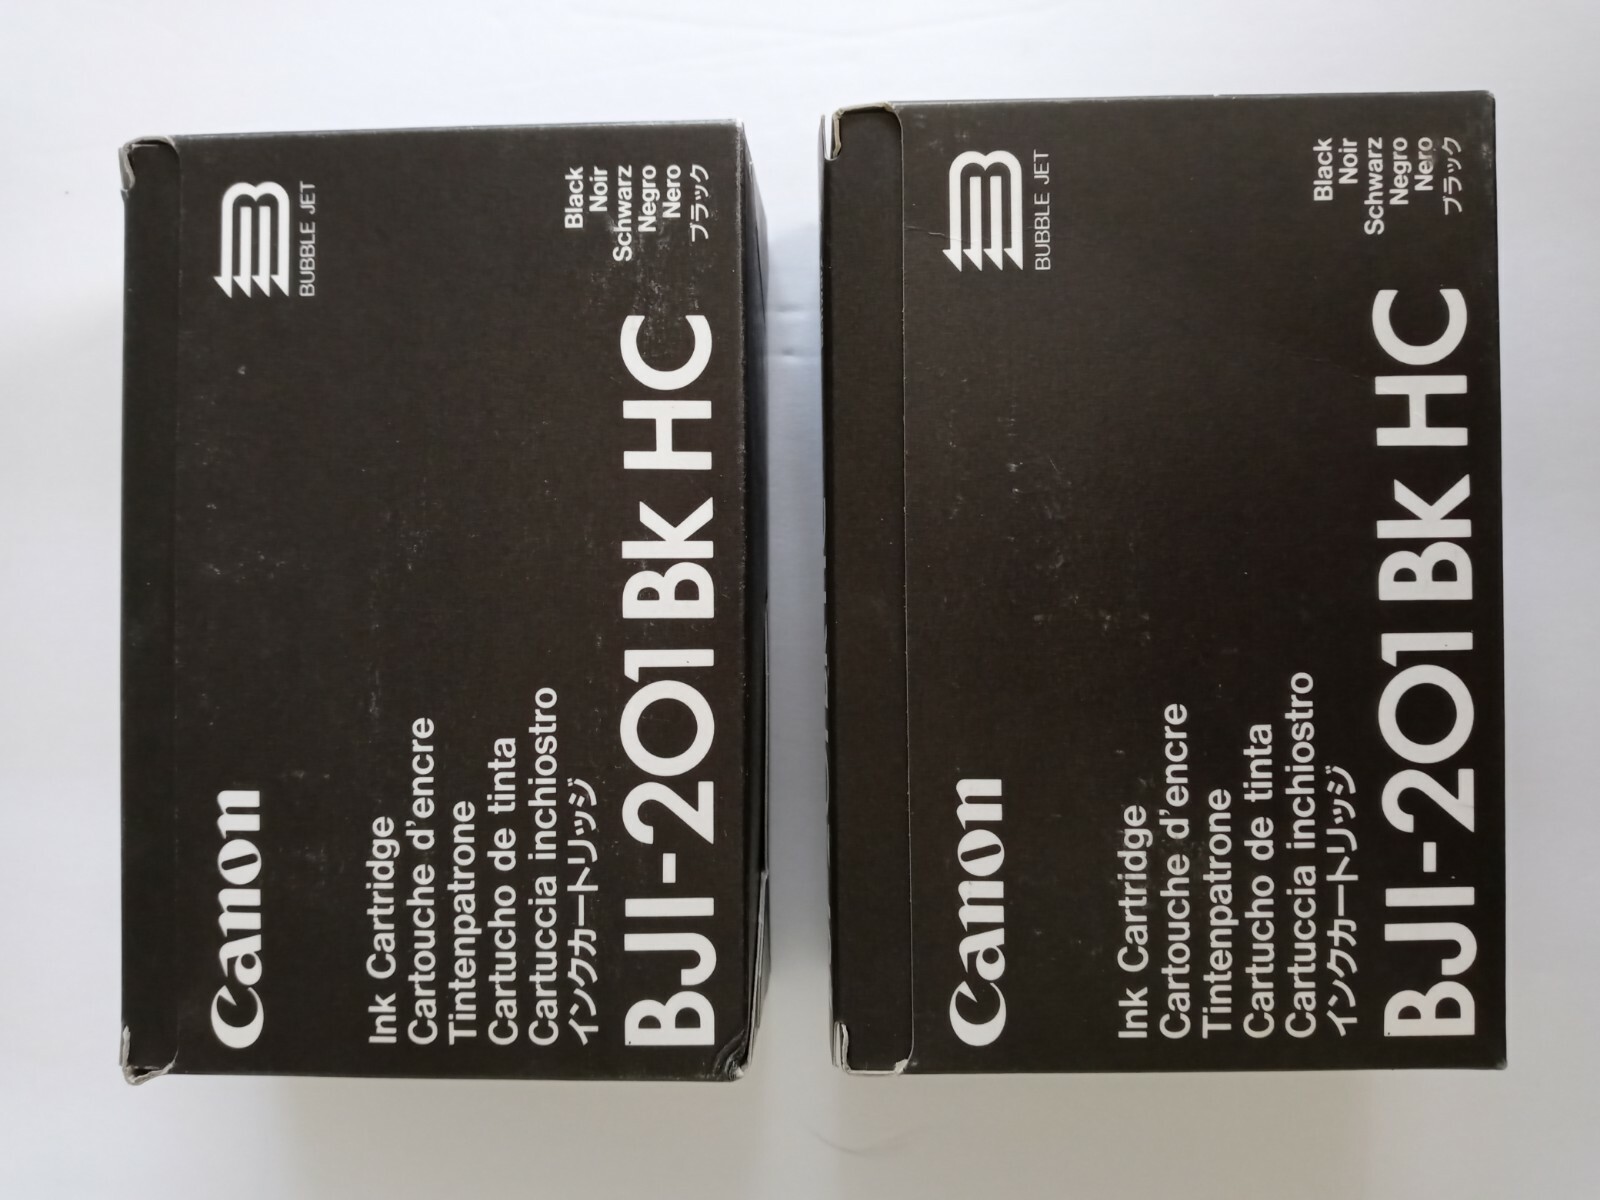 Canon
BUBBLE JET
Ink Cartridge
Cartouche d'encre
Tintenpatrone
Cartucho de tinta
Cartuccia inchiostro
インクカートリッジ
Black
Noir
Schwarz
Negro
Nero
ブラック
BJI-201 BK HC
Canon
BUBBLE JET
Ink Cartridge
Cartouche d'encre
Tintenpatrone
Cartucho de tinta
Cartuccia inchiostro
インクカートリッジ
Black
Noir
Schwarz
Negro
Nero
ブラック
BJI-201 BK HC